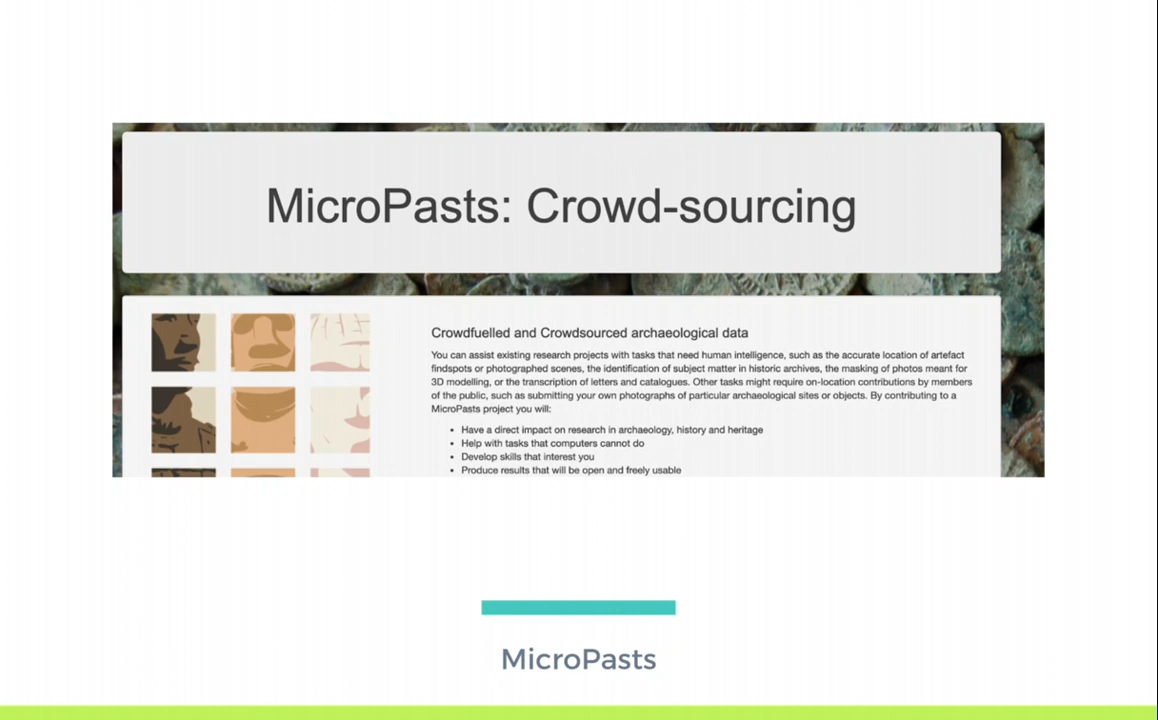 MicroPasts: Crowd-sourcing
Crowdfuelled and Crowdsourced archaeological data
You can assist existing research projects with tasks that need human intelligence, such as the accurate location of artefact
findspots or photographed scenes, the identification of subject matter in historic archives, the masking of photos meant for
3D modelling, or the transcription of letters and catalogues. Other tasks might require on-location contributions by members
of the public, such as submitting your own photographs of particular archaeological sites or objects. By contributing to a
MicroPasts project you will:
• Have a direct impact on research in archaeology, history and heritage
• Help with tasks that computers cannot do
• Develop skills that interest you
• Produce results that will be open and freely usable
MicroPasts